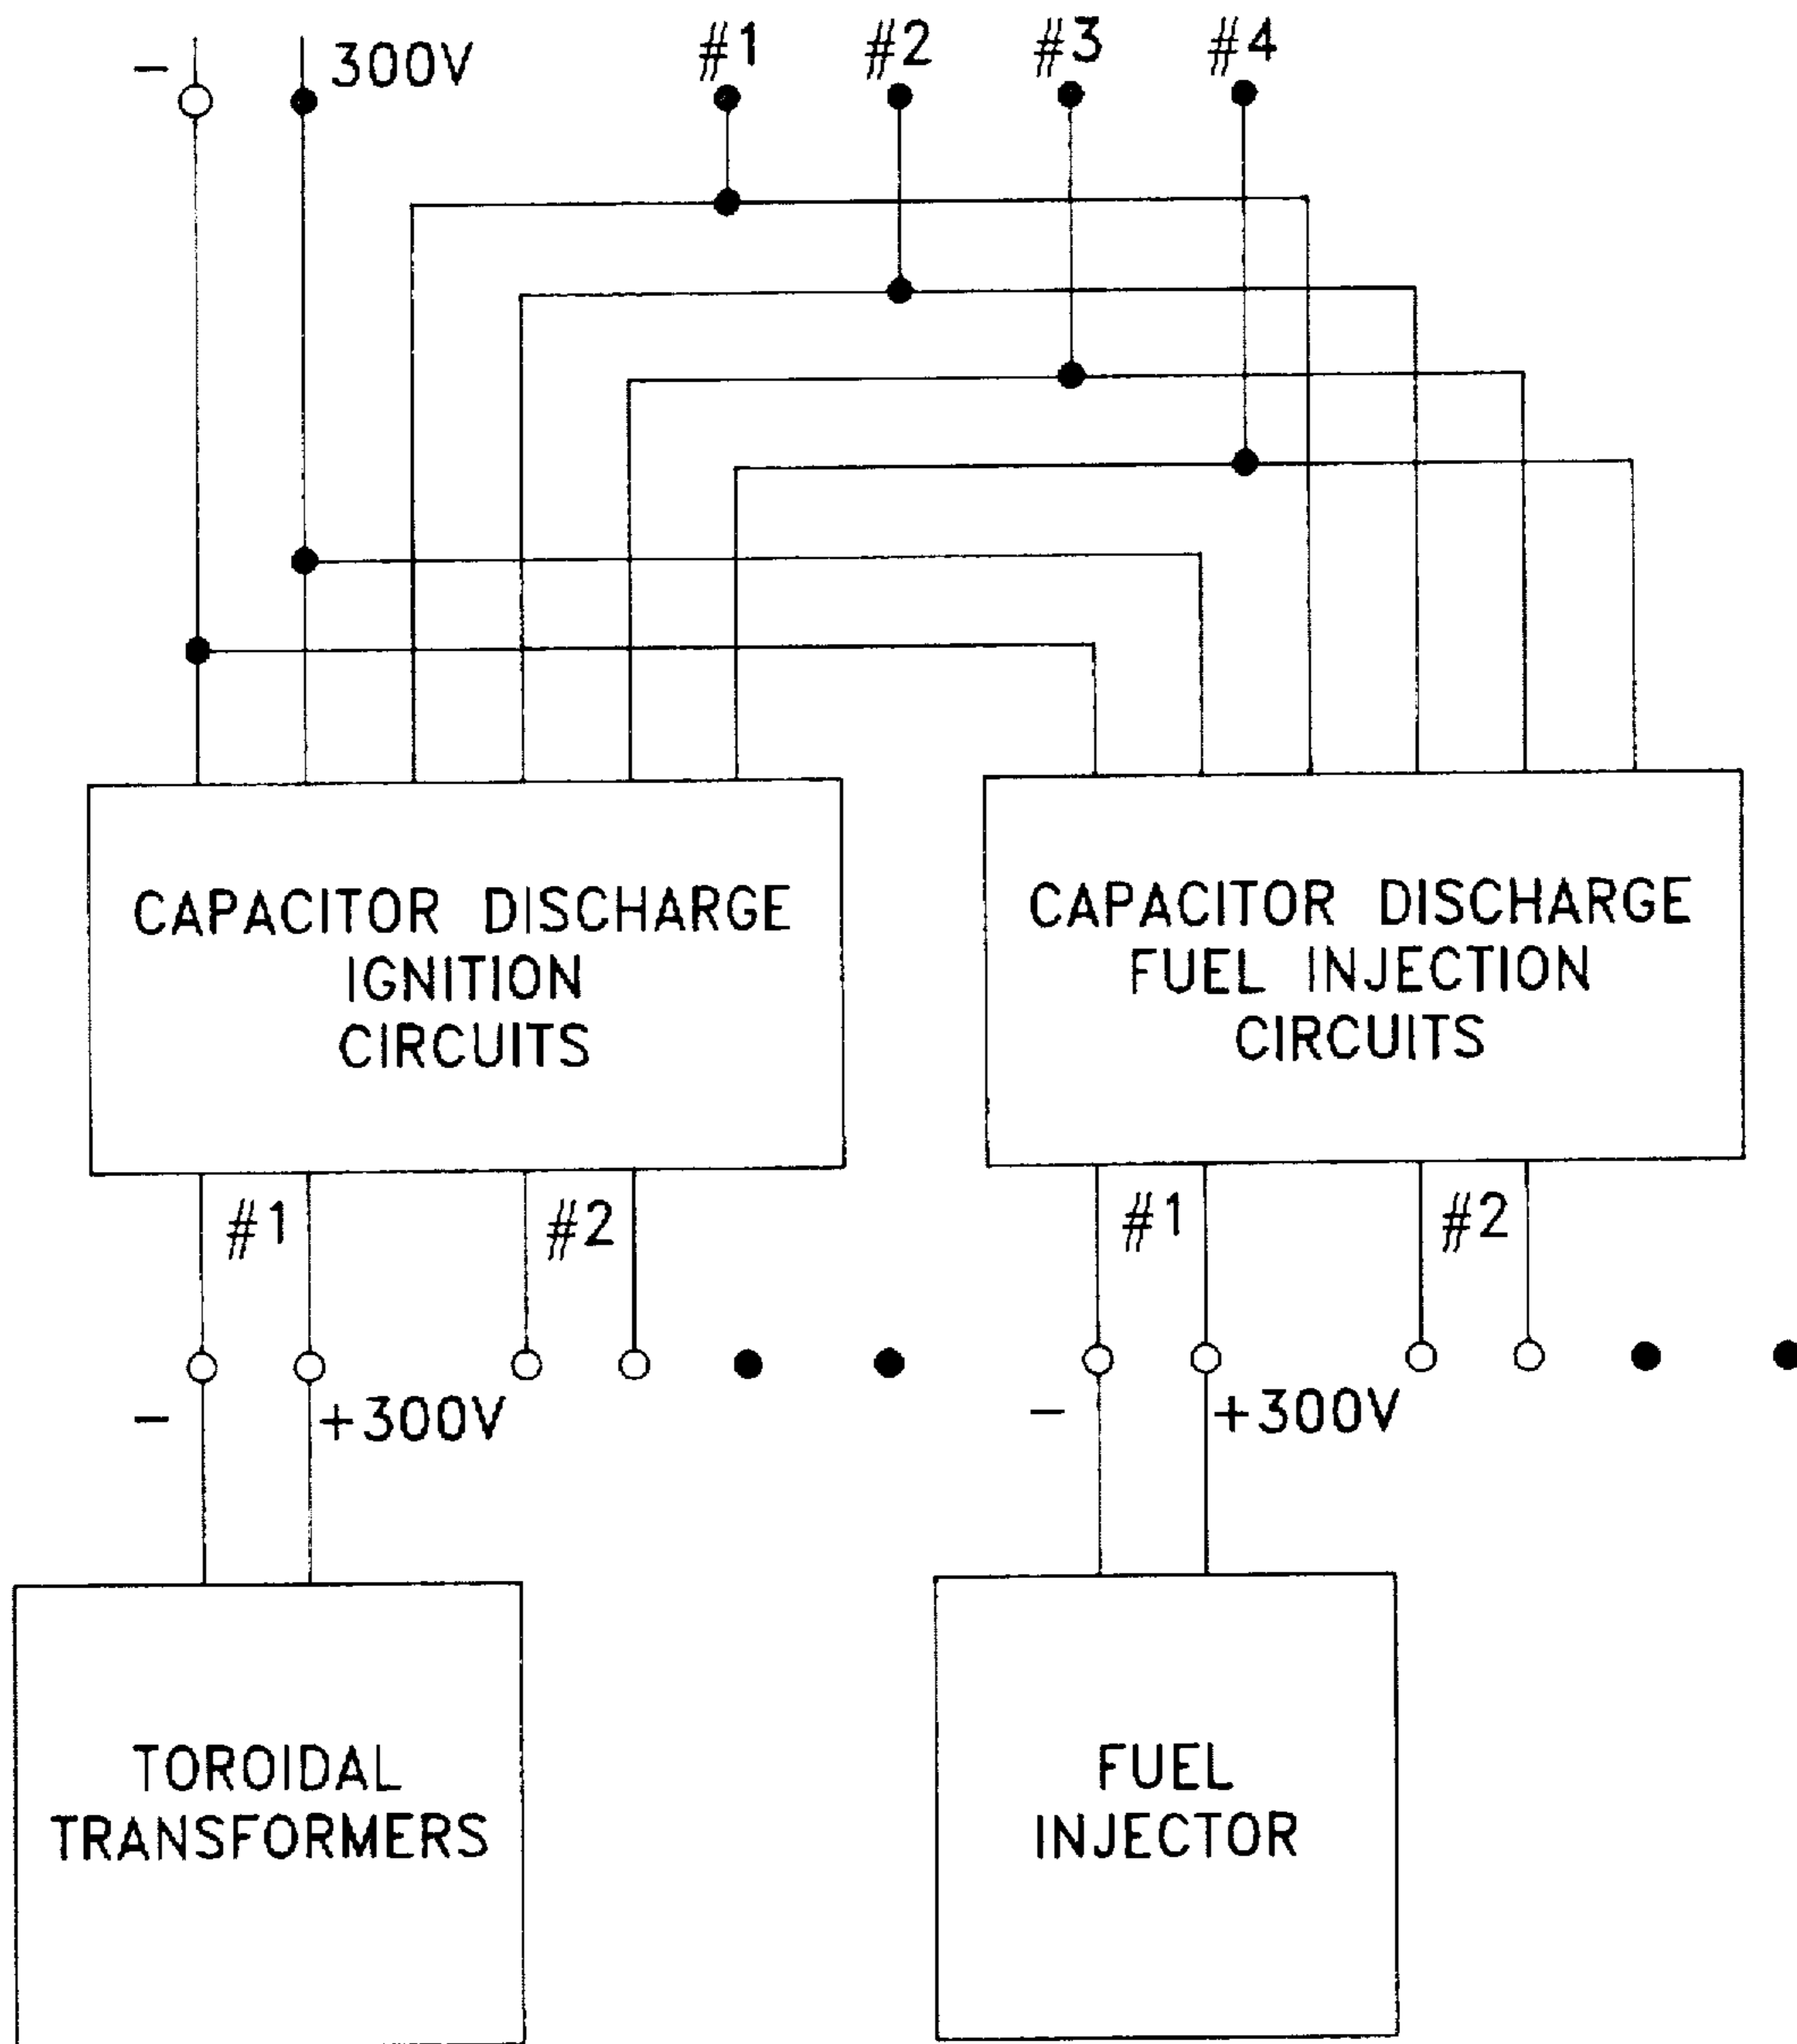 - 300V #1 #2 #3 #4
CAPACITOR DISCHARGE
IGNITION
CIRCUITS
CAPACITOR DISCHARGE
FUEL INJECTION
CIRCUITS
#1 #2 #1 #2
- +300V - +300V
TOROIDAL
TRANSFORMERS
FUEL
INJECTOR